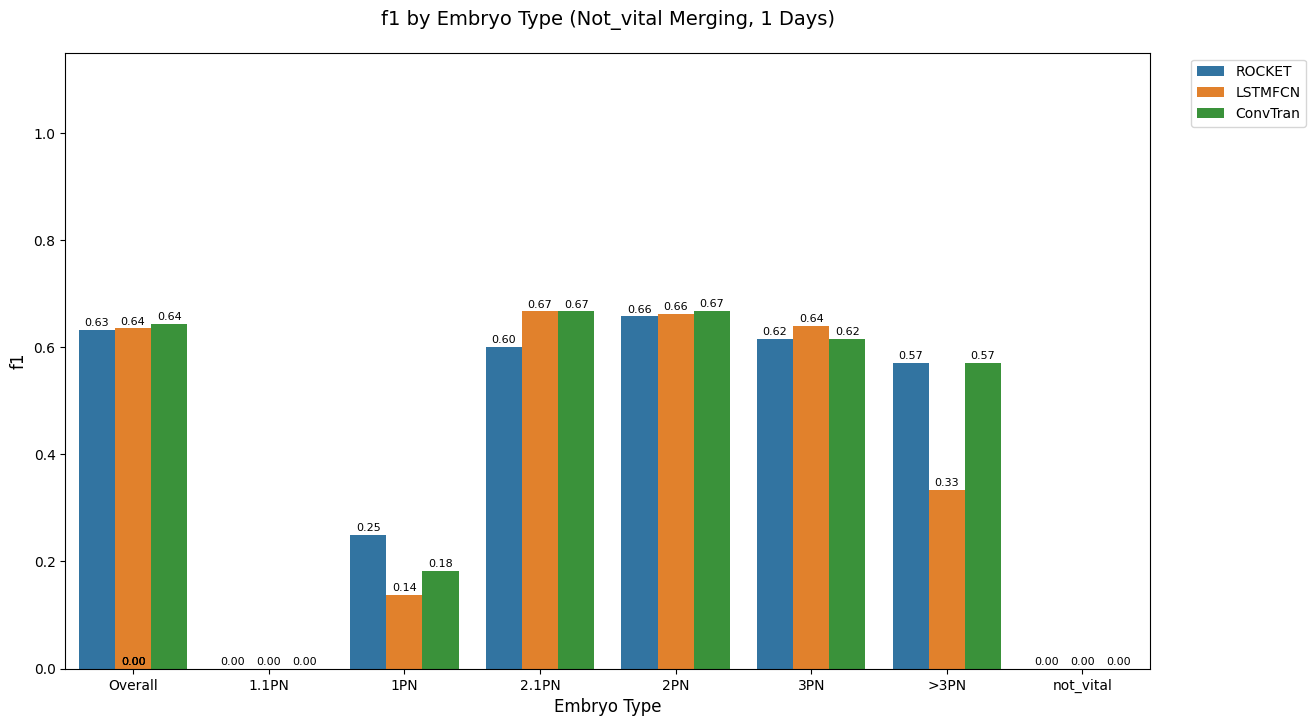 f1 by Embryo Type (Not_vital Merging, 1 Days)
ROCKET
LSTMFCN
ConvTran
f1
1.0
0.8
0.6
0.4
0.2
0.0
0.63 0.64 0.64
0.00
0.00 0.00 0.00
0.25 0.14 0.18
0.60 0.67 0.67
0.66 0.66 0.67
0.62 0.64 0.62
0.57 0.33 0.57
0.00 0.00 0.00
Overall 1.1PN 1PN 2.1PN 2PN 3PN >3PN not_vital
Embryo Type